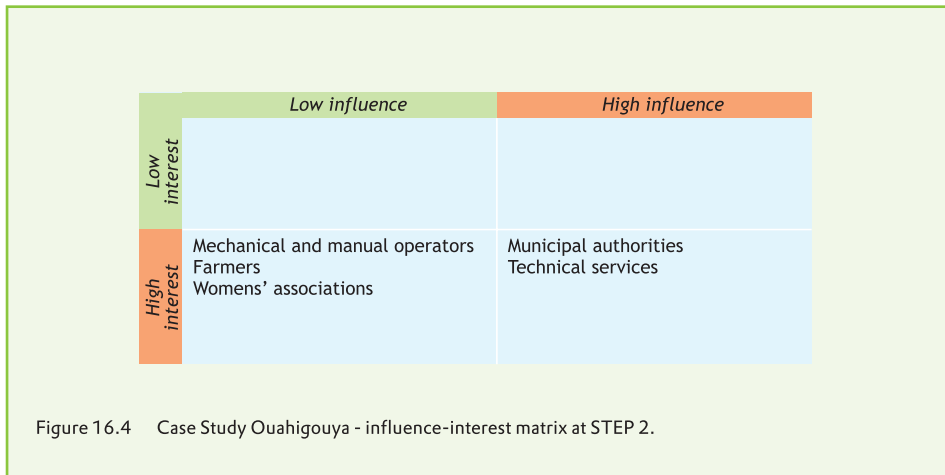 Low influence
High influence
Low
interest
High
interest
Mechanical and manual operators
Farmers
Womens’ associations
Municipal authorities
Technical services
Figure 16.4 Case Study Ouahigouya - influence-interest matrix at STEP 2.